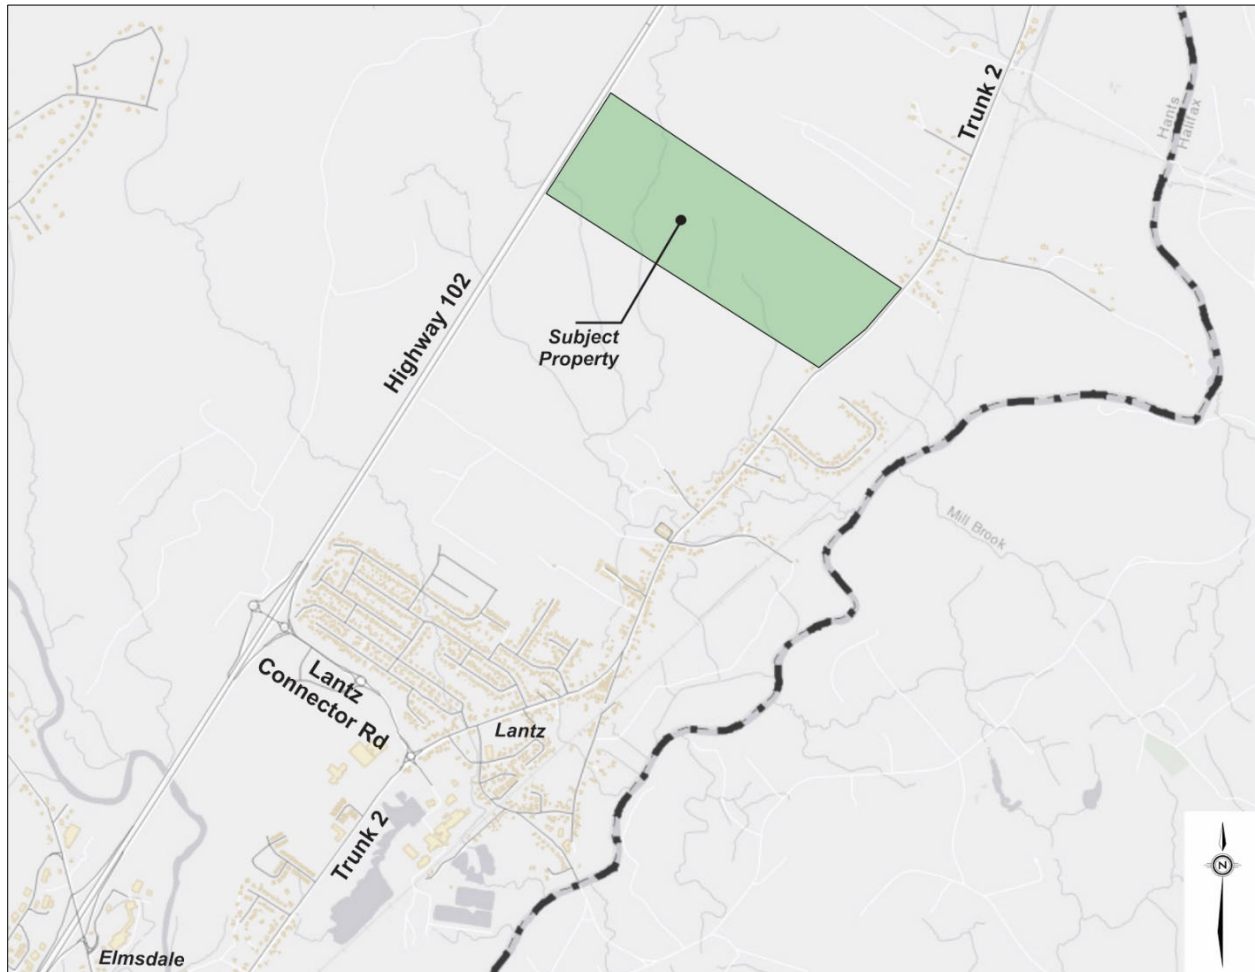 Trunk 2
Hants
Halifax
Highway 102
Subject
Property
Mill Brook
Lantz
Connector Rd
Lantz
Trunk 2
Elmsdale
N